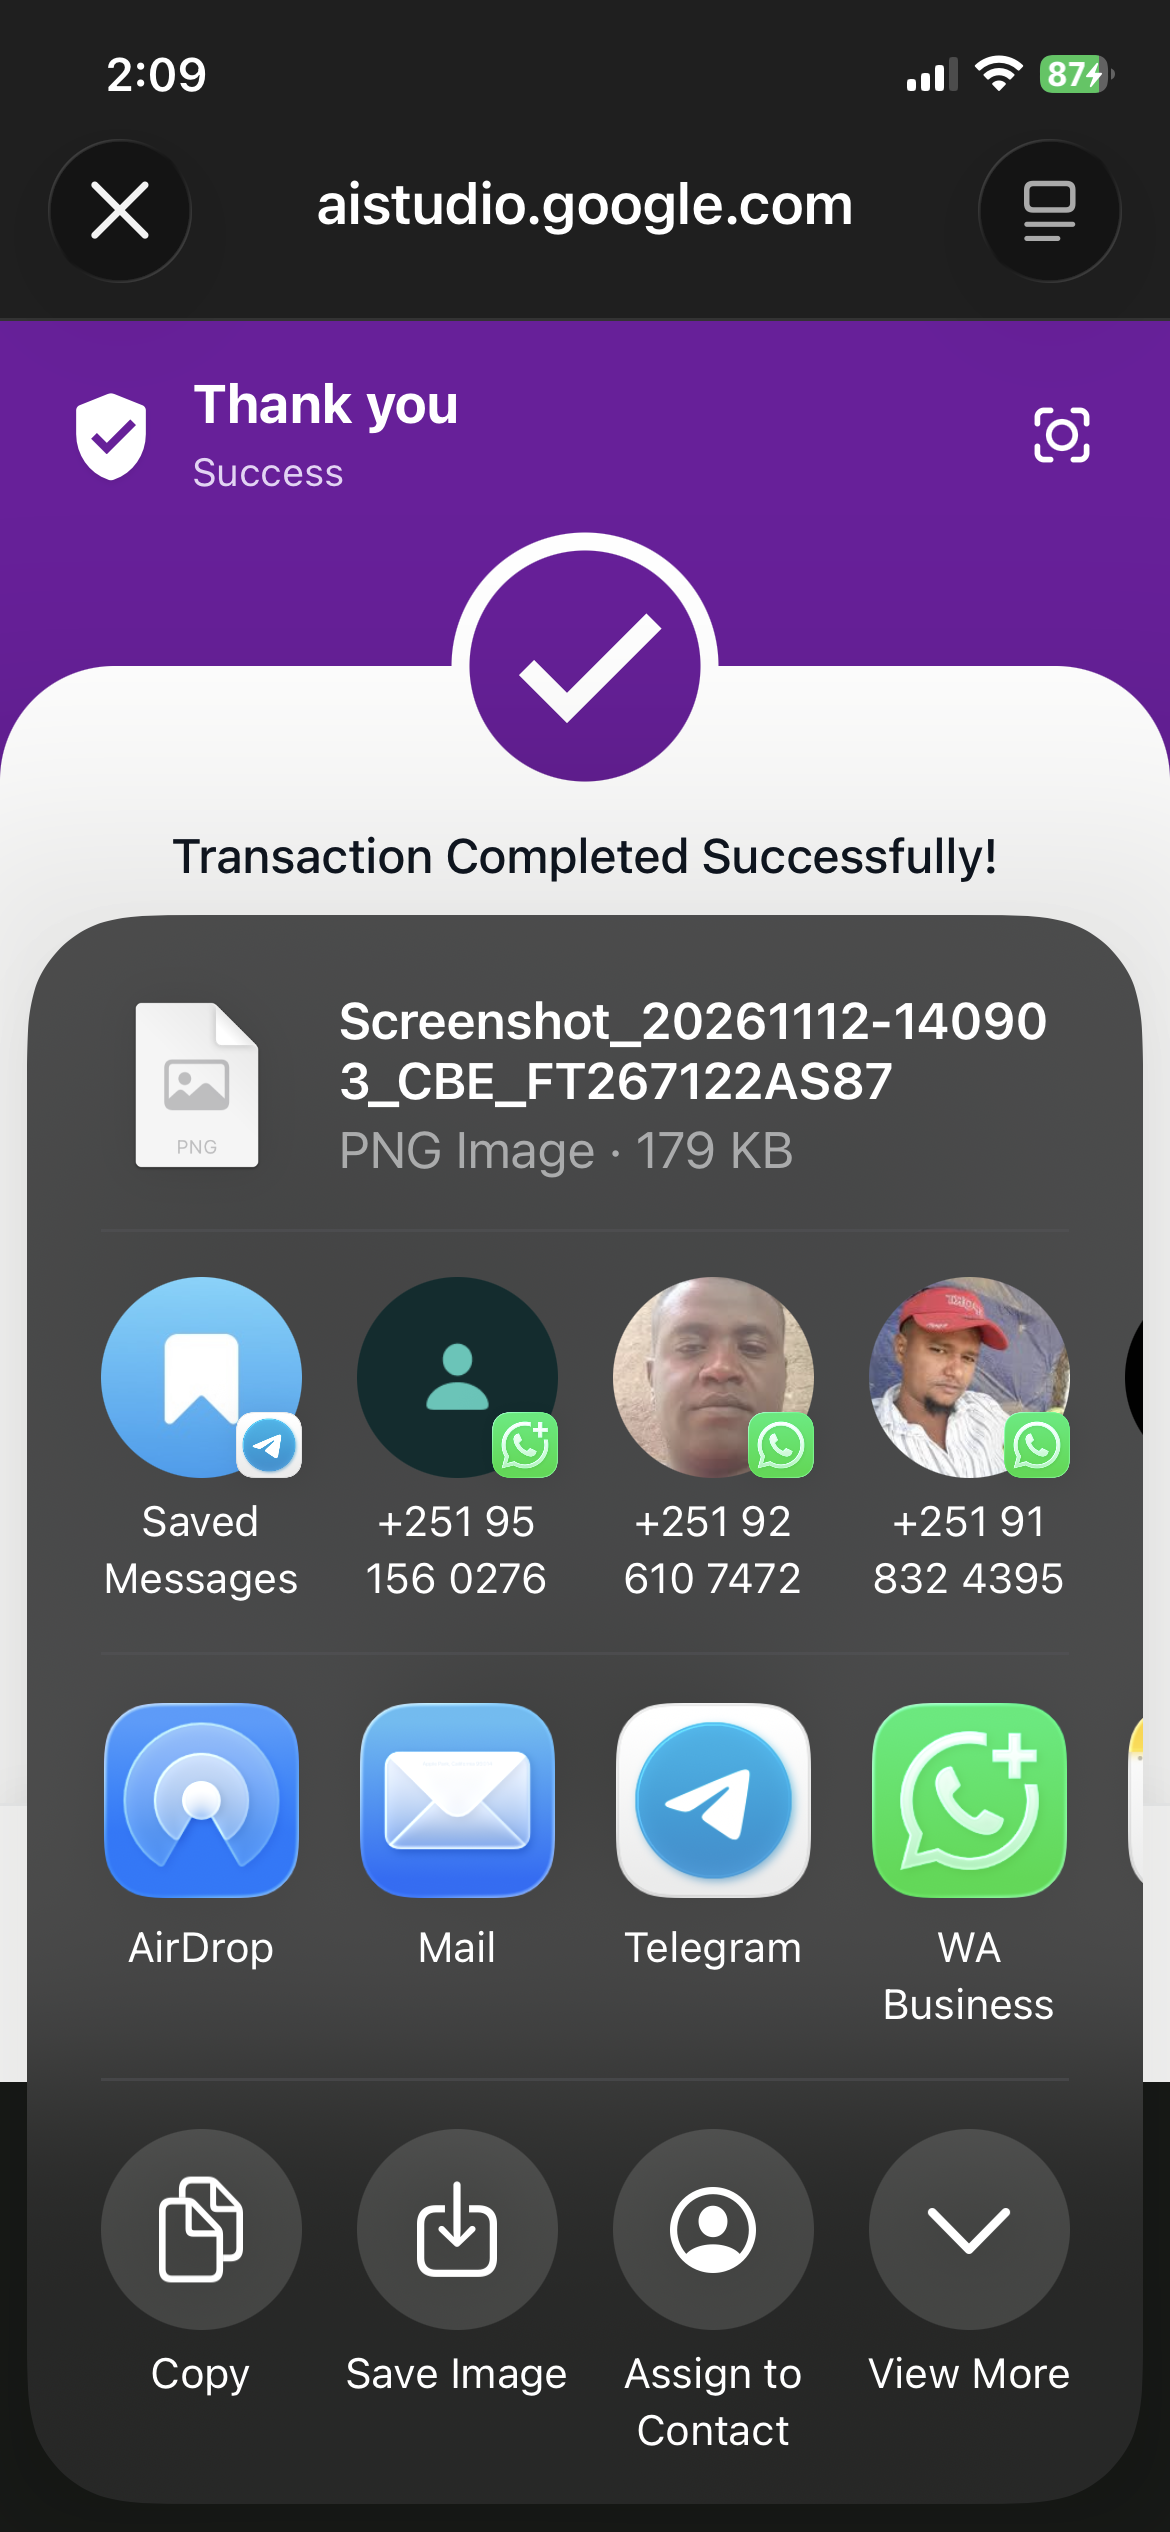 2:09
87
aistudio.google.com
Thank you
Success
Transaction Completed Successfully!
Screenshot_20261112-14090
3_CBE_FT267122AS87
PNG Image · 179 KB
PNG
Saved
Messages
+251 95
156 0276
+251 92
610 7472
+251 91
832 4395
AirDrop
Mail
Telegram
WA
Business
Copy
Save Image
Assign to
Contact
View More